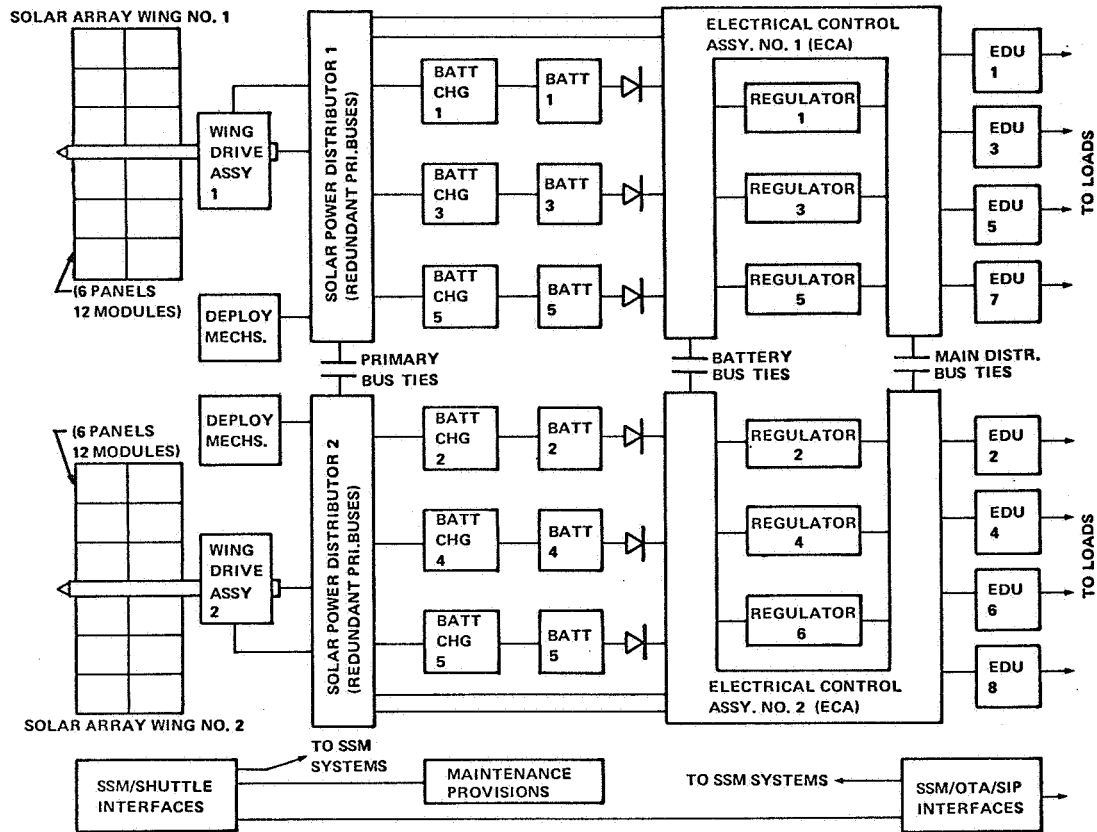 SOLAR ARRAY WING NO. 1
WING
DRIVE
ASSY
1
(6 PANELS
12 MODULES)
DEPLOY
MECHS.
SOLAR POWER DISTRIBUTOR 1
(REDUNDANT PRI.BUSES)
BATT
CHG
1
BATT
1
BATT
CHG
3
BATT
3
BATT
CHG
5
BATT
5
ELECTRICAL CONTROL
ASSY. NO. 1 (ECA)
REGULATOR
1
REGULATOR
3
REGULATOR
5
EDU
1
EDU
3
EDU
5
EDU
7
TO LOADS
PRIMARY
BUS TIES
BATTERY
BUS TIES
MAIN DISTR.
BUS TIES
(6 PANELS
12 MODULES)
DEPLOY
MECHS.
WING
DRIVE
ASSY
2
SOLAR ARRAY WING NO. 2
SOLAR POWER DISTRIBUTOR 2
(REDUNDANT PRI.BUSES)
BATT
CHG
2
BATT
2
BATT
CHG
4
BATT
4
BATT
CHG
5
BATT
5
REGULATOR
2
REGULATOR
4
REGULATOR
6
ELECTRICAL CONTROL
ASSY. NO. 2 (ECA)
EDU
2
EDU
4
EDU
6
EDU
8
TO LOADS
SSM/SHUTTLE
INTERFACES
TO SSM
SYSTEMS
MAINTENANCE
PROVISIONS
TO SSM SYSTEMS
SSM/OTA/SIP
INTERFACES